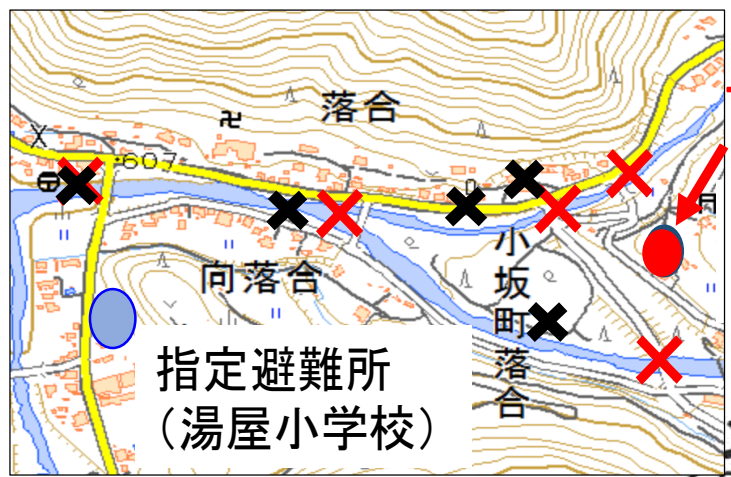 落合
・607
向落合
小坂町落合
指定避難所
（湯屋小学校）